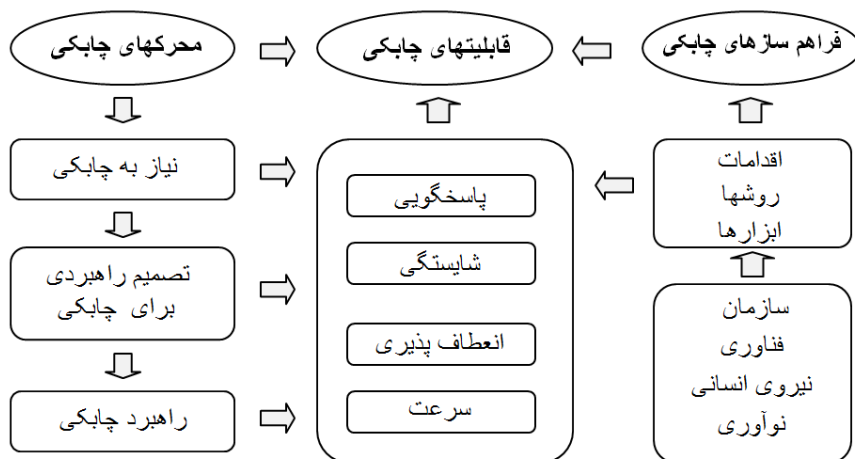 محرکهای چابکی
قابلیتهای چابکی
فراهم سازهای چابکی
نیاز به چابکی
تصمیم راهبردی
برای چابکی
راهبرد چابکی
پاسخگویی
شایستگی
انعطاف پذیری
سرعت
اقدامات
روشها
ابزارها
سازمان
فناوری
نیروی انسانی
نوآوری